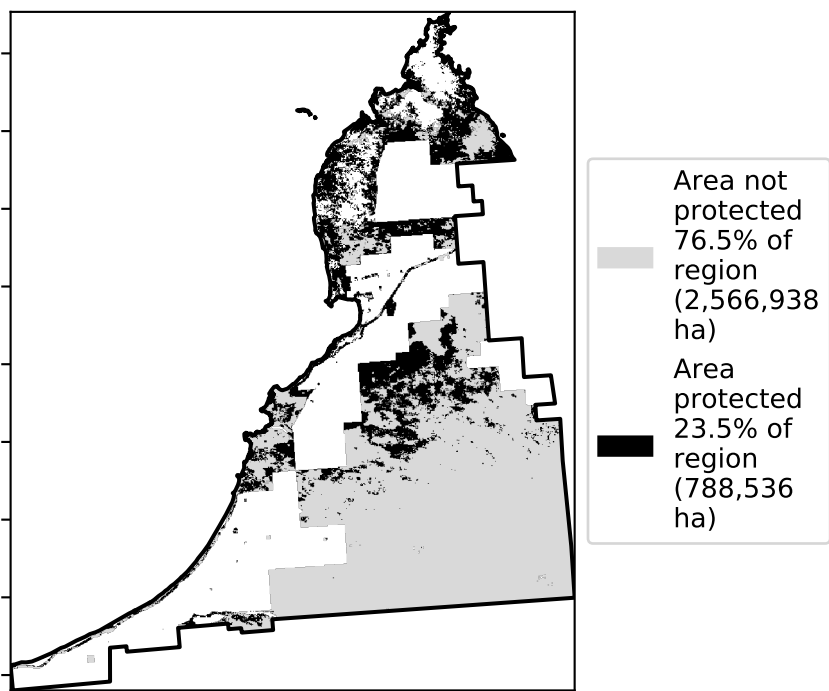 Area not
protected
76.5% of
region
(2,566,938
ha)
Area
protected
23.5% of
region
(788,536
ha)